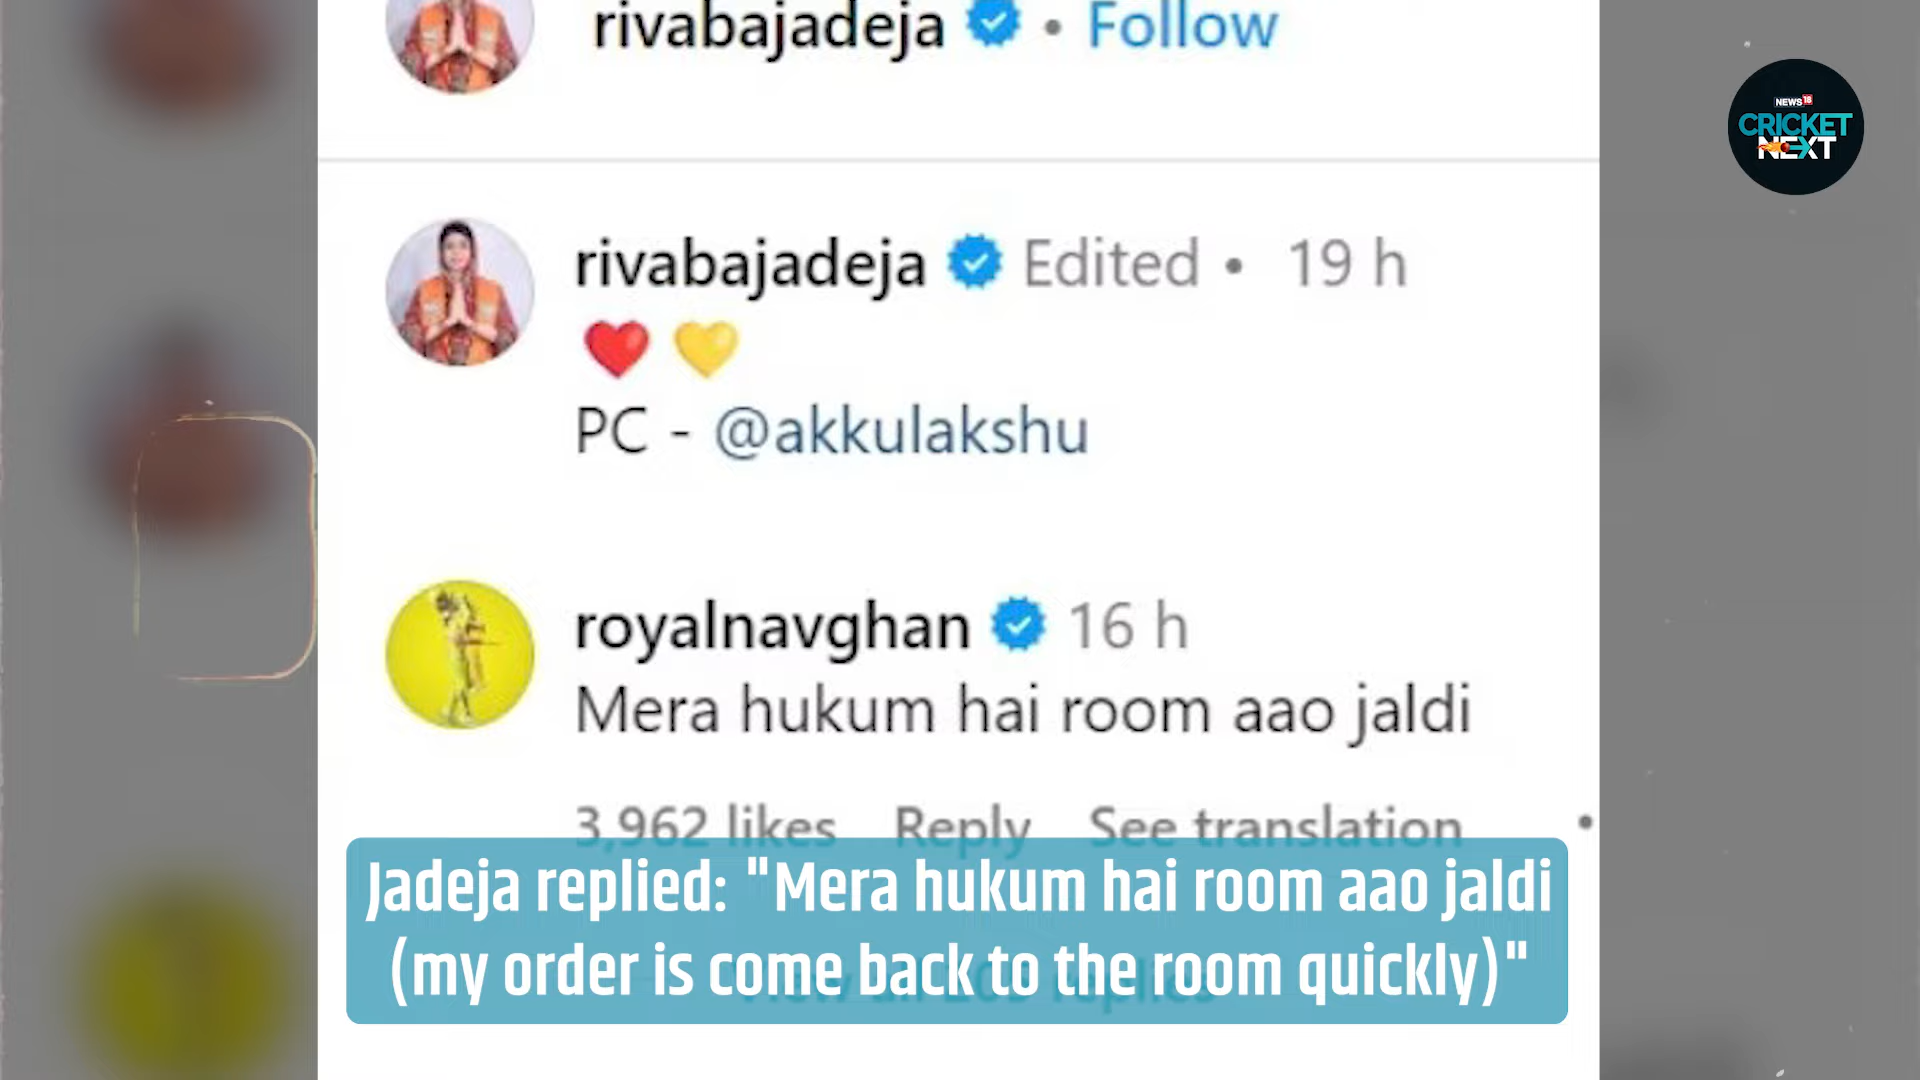 rivabajadeja • Follow
NEWS18
CRICKET
NEXT
rivabajadeja Edited • 19 h
❤️ 💛
PC - @akkulakshu
royalnavghan 16 h
Mera hukum hai room aao jaldi
3,962 likes Reply See translation •
Jadeja replied: "Mera hukum hai room aao jaldi
(my order is come back to the room quickly)"